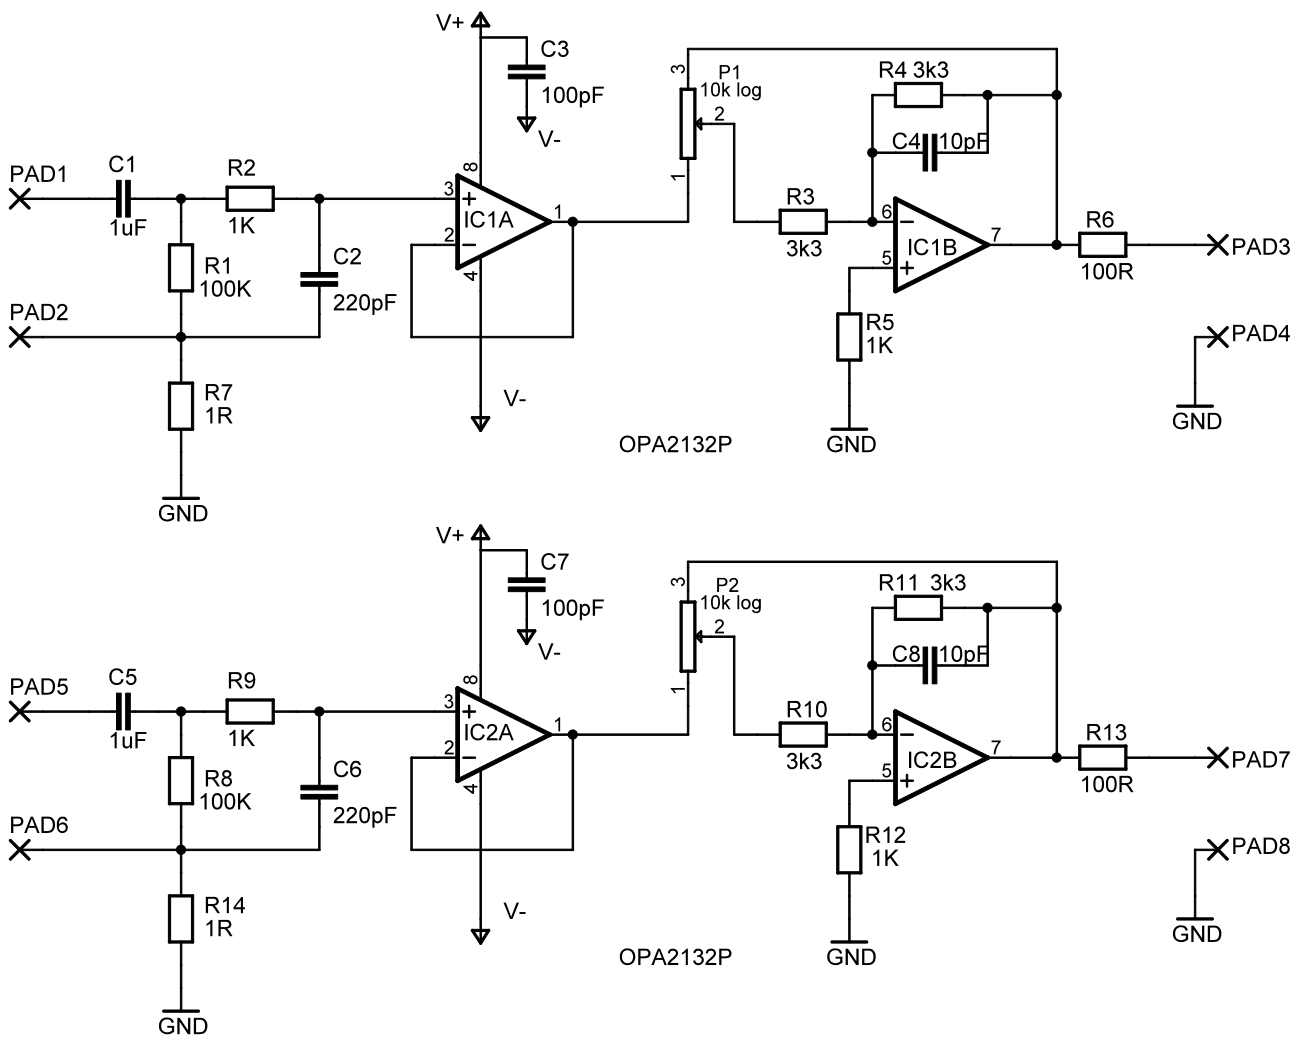 V+
C3
100pF
V-
8
3
P1
10k log
2
1
R4 3k3
C4 10pF
PAD1
C1
1uF
R2
1K
3
+
IC1A
1
2
−
4
R3
3k3
6
−
IC1B
7
5
+
R6
100R
PAD3
R1
100K
C2
220pF
PAD2
R5
1K
PAD4
GND
R7
1R
V-
OPA2132P
GND
GND
V+
C7
100pF
V-
8
3
P2
10k log
2
1
R11 3k3
C8 10pF
PAD5
C5
1uF
R9
1K
3
+
IC2A
1
2
−
4
R10
3k3
6
−
IC2B
7
5
+
R13
100R
PAD7
R8
100K
C6
220pF
PAD6
R12
1K
PAD8
GND
R14
1R
V-
OPA2132P
GND
GND